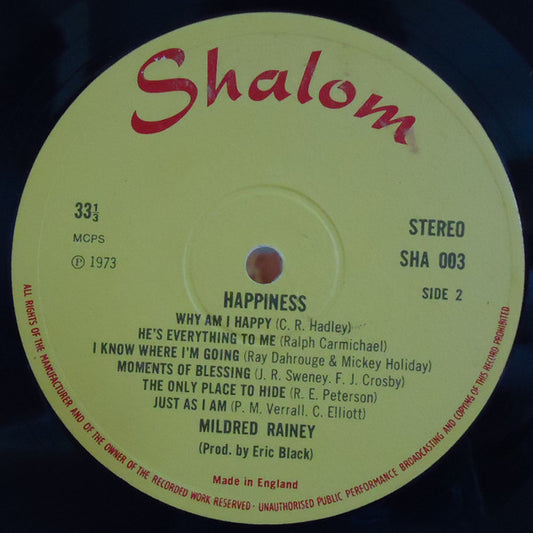 Shalom
33⅓
MCPS
Ⓟ 1973
STEREO
SHA 003
SIDE 2
HAPPINESS
WHY AM I HAPPY (C. R. Hadley)
HE'S EVERYTHING TO ME (Ralph Carmichael)
I KNOW WHERE I'M GOING (Ray Dahrouge & Mickey Holiday)
MOMENTS OF BLESSING (J. R. Sweney. F. J. Crosby)
THE ONLY PLACE TO HIDE (R. E. Peterson)
JUST AS I AM (P. M. Verrall, C. Elliott)
MILDRED RAINEY
(Prod. by Eric Black)
Made in England
ALL RIGHTS OF THE MANUFACTURER AND OF THE OWNER OF THE RECORDED WORK RESERVED - UNAUTHORISED PUBLIC PERFORMANCE BROADCASTING AND COPYING OF THIS RECORD PROHIBITED